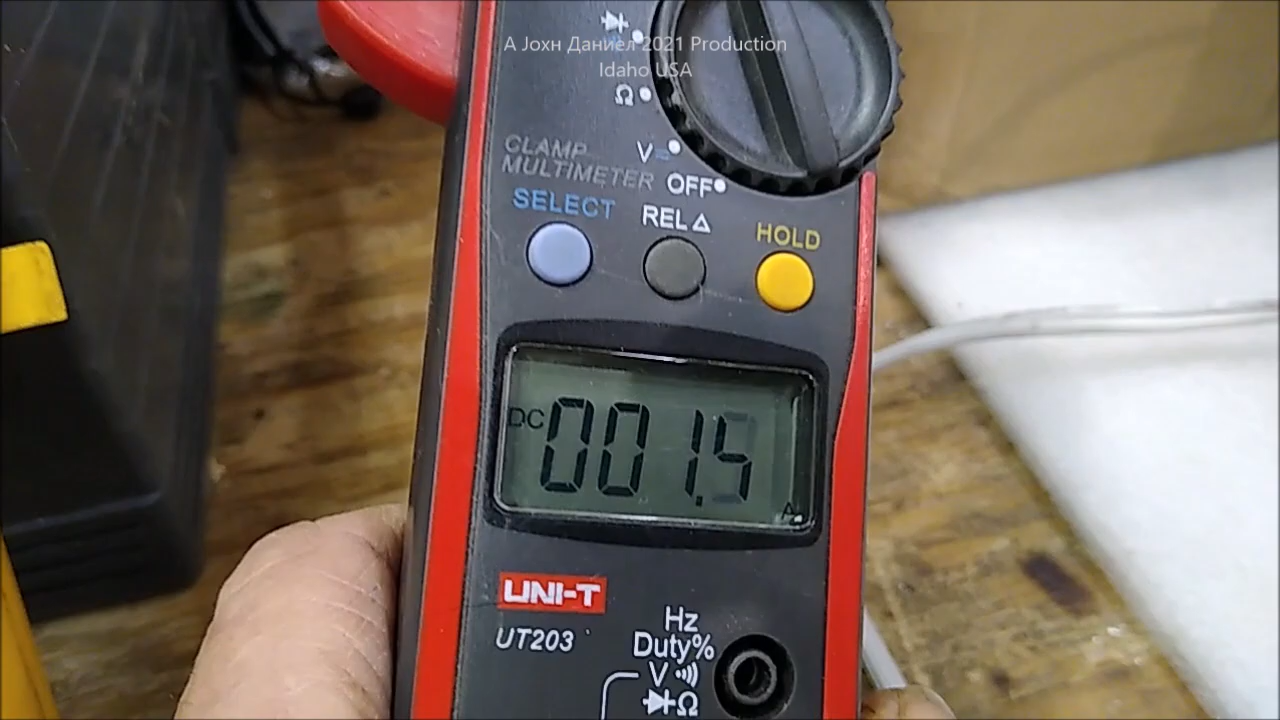 A Joxн Даниел 2021 Production
Idaho USA
Ω
V
OFF
CLAMP
MULTIMETER
SELECT
REL Δ
HOLD
DC 001.5 A
UNI-T
UT203
Hz
Duty%
V
Ω